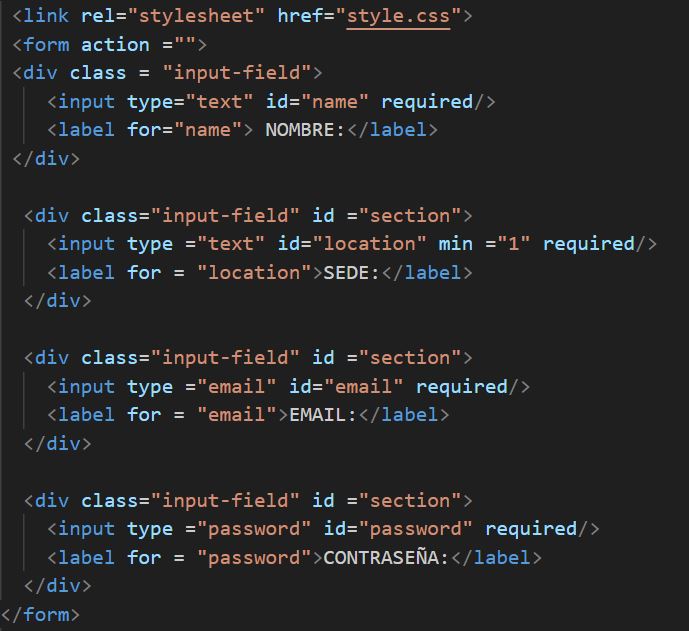 <link rel="stylesheet" href="style.css">
<form action ="">
<div class = "input-field">
<input type="text" id="name" required/>
<label for="name"> NOMBRE:</label>
</div>
<div class="input-field" id ="section">
<input type ="text" id="location" min ="1" required/>
<label for = "location">SEDE:</label>
</div>
<div class="input-field" id ="section">
<input type ="email" id="email" required/>
<label for = "email">EMAIL:</label>
</div>
<div class="input-field" id ="section">
<input type ="password" id="password" required/>
<label for = "password">CONTRASEÑA:</label>
</div>
</form>